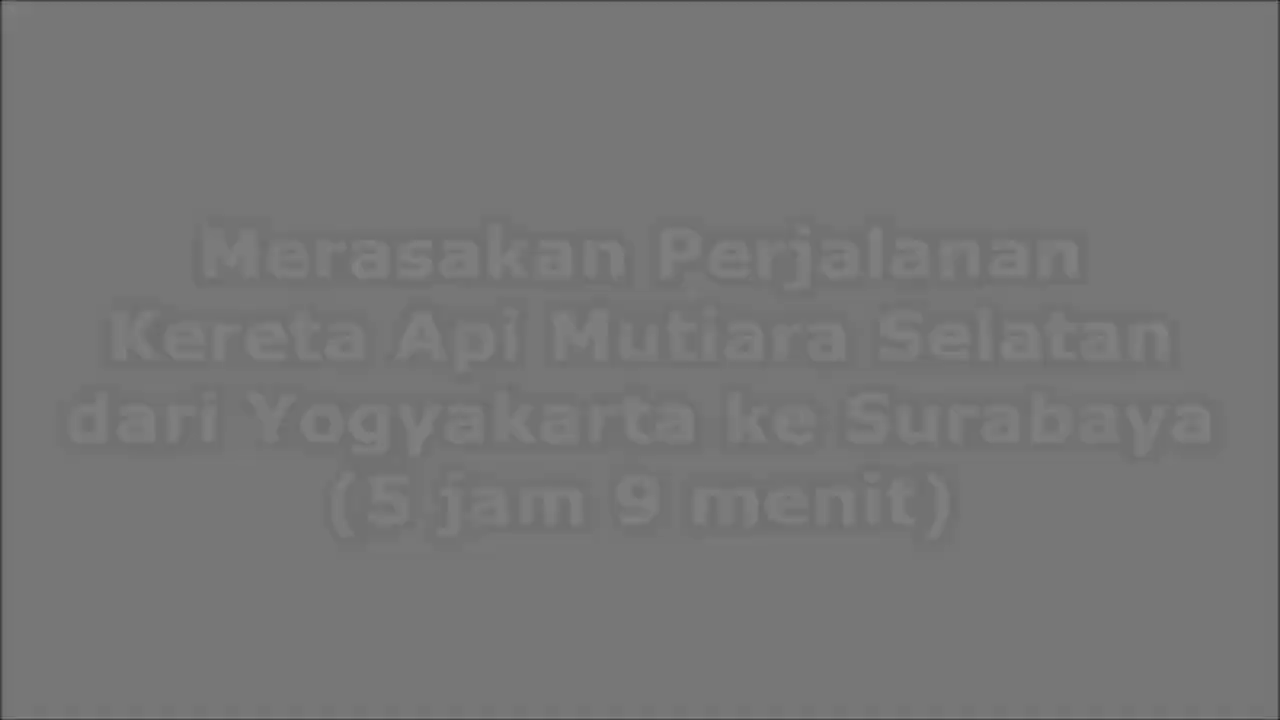 Merasakan Perjalanan
Kereta Api Mutiara Selatan
dari Yogyakarta ke Surabaya
(5 jam 9 menit)